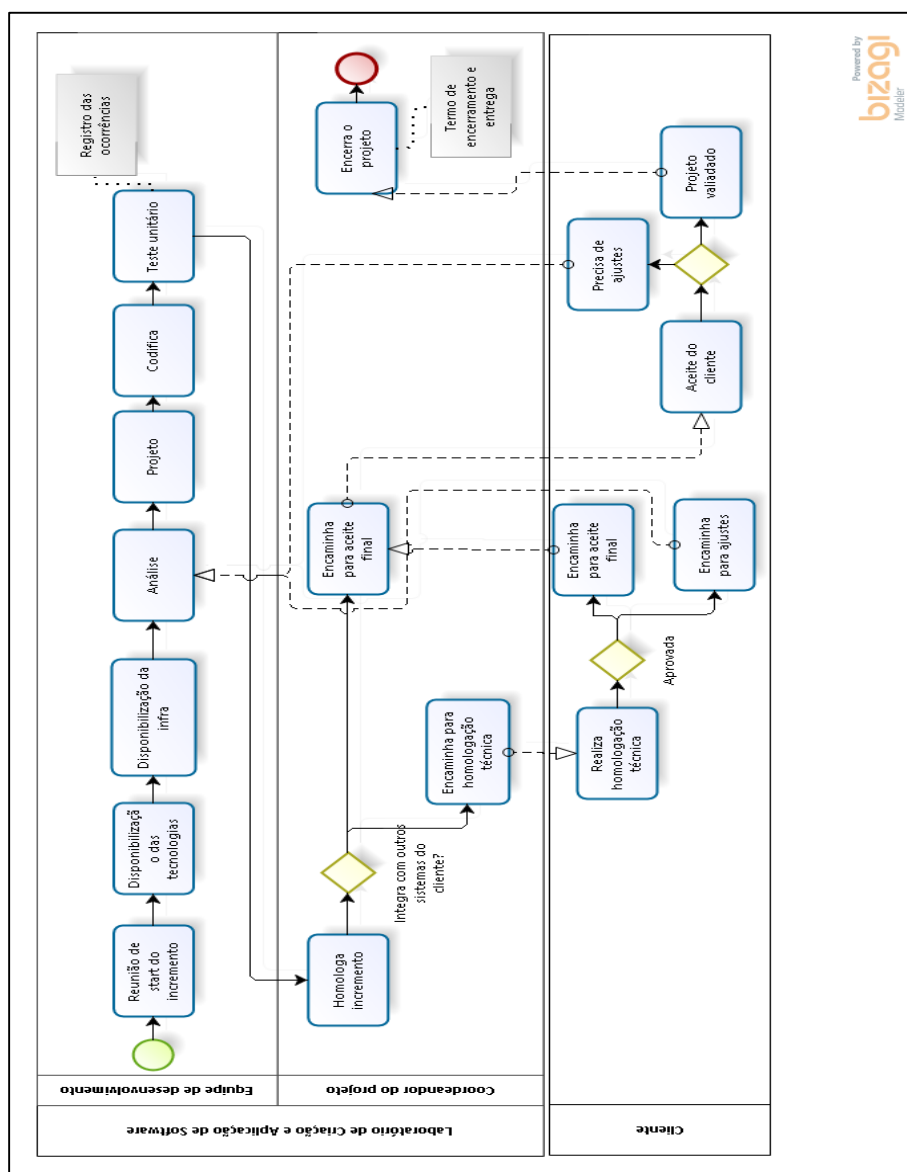 Laboratório de Criação e Aplicação de Software
Equipe de desenvolvimento
Reunião de
start do
incremento
Disponibilizaçã
o das
tecnologias
Disponibilização da
infra
Análise
Projeto
Codifica
Teste unitário
Registro das
ocorrências
Coordeandor do projeto
Homologa
incremento
Integra com outros
sistemas do
cliente?
Encaminha para
homologação
técnica
Encaminha
para aceite
final
Encerra o
projeto
Termo de
encerramento e
entrega
Cliente
Realiza
homologação
técnica
Aprovada
Encaminha
para aceite
final
Encaminha
para ajustes
Aceite do
cliente
Precisa de
ajustes
Projeto
valiadado
Powered by
bizagi
Modeler